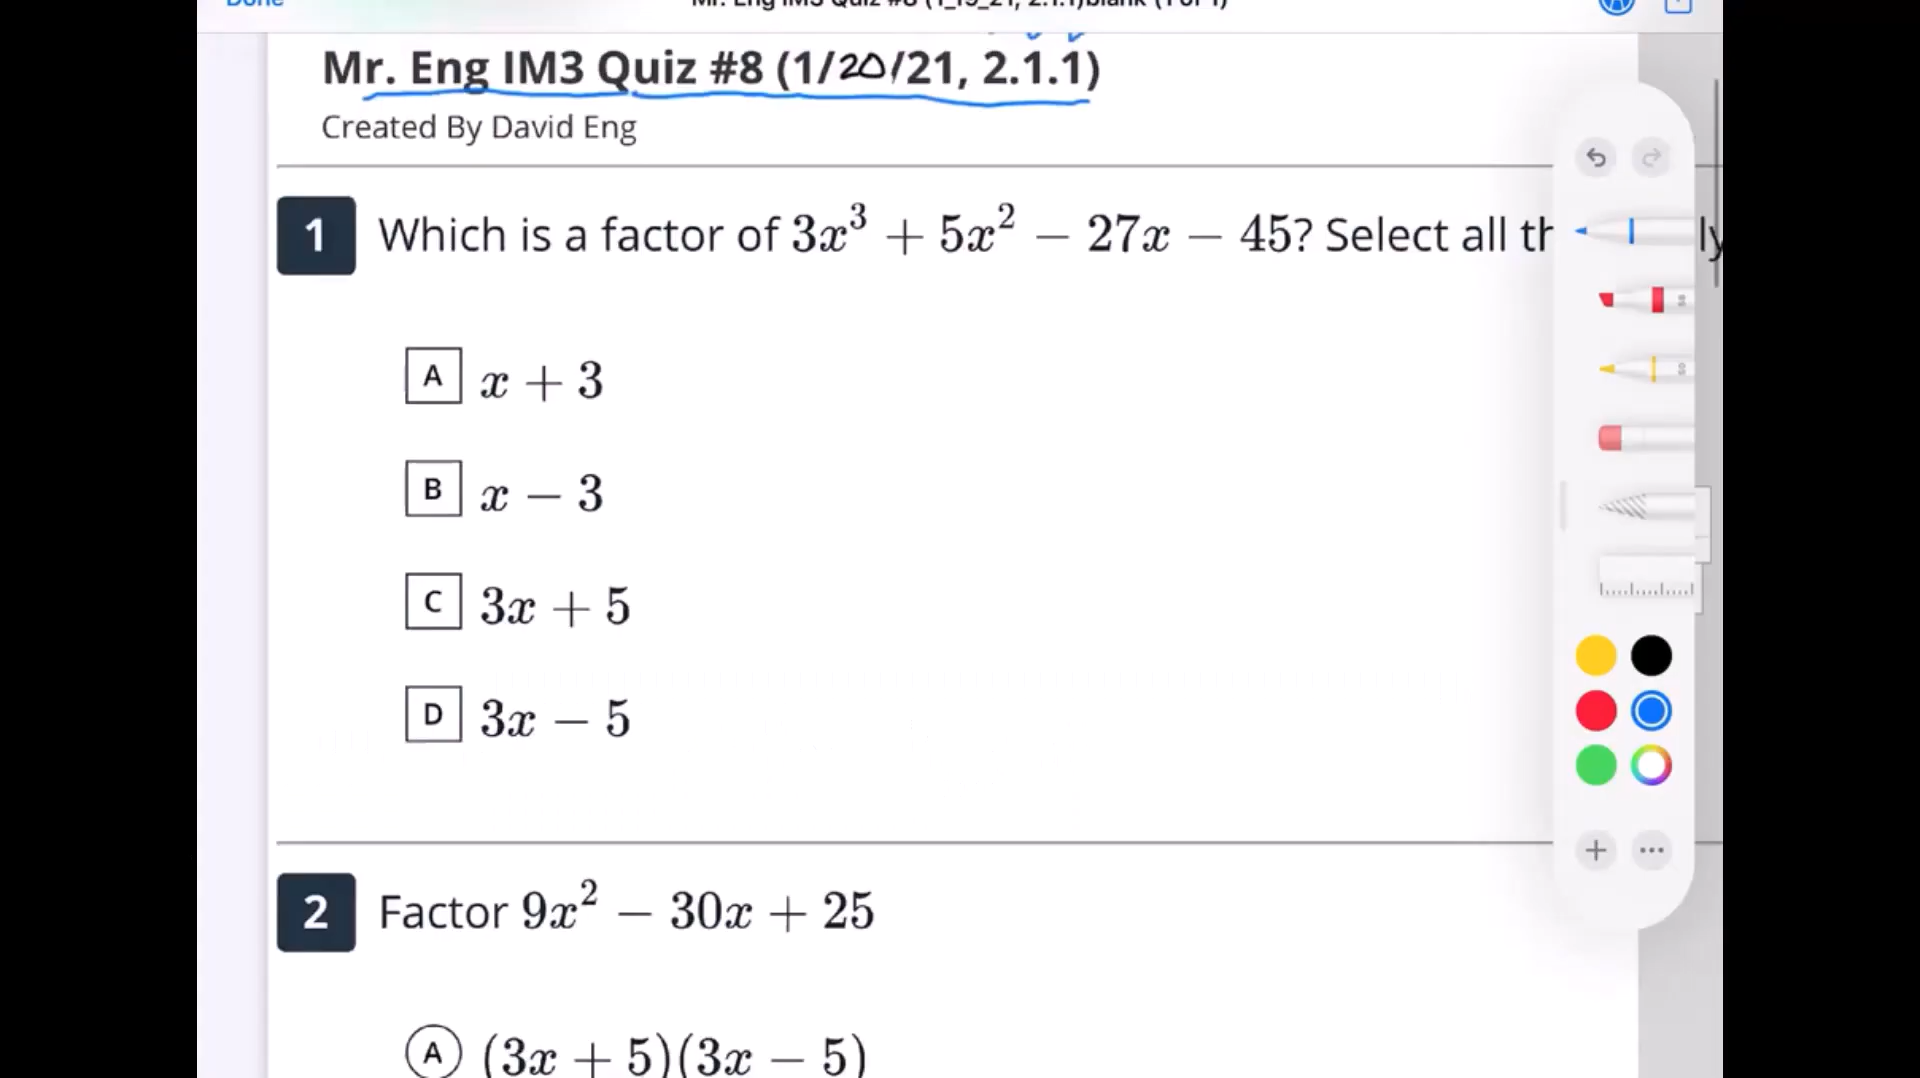 Done
Mr. Eng IM3 Quiz #8 (1/20/21, 2.1.1)
Created By David Eng
1 Which is a factor of 3x³ + 5x² − 27x − 45? Select all
A x + 3
B x − 3
C 3x + 5
D 3x − 5
2 Factor 9x² − 30x + 25
A (3x + 5)(3x − 5)